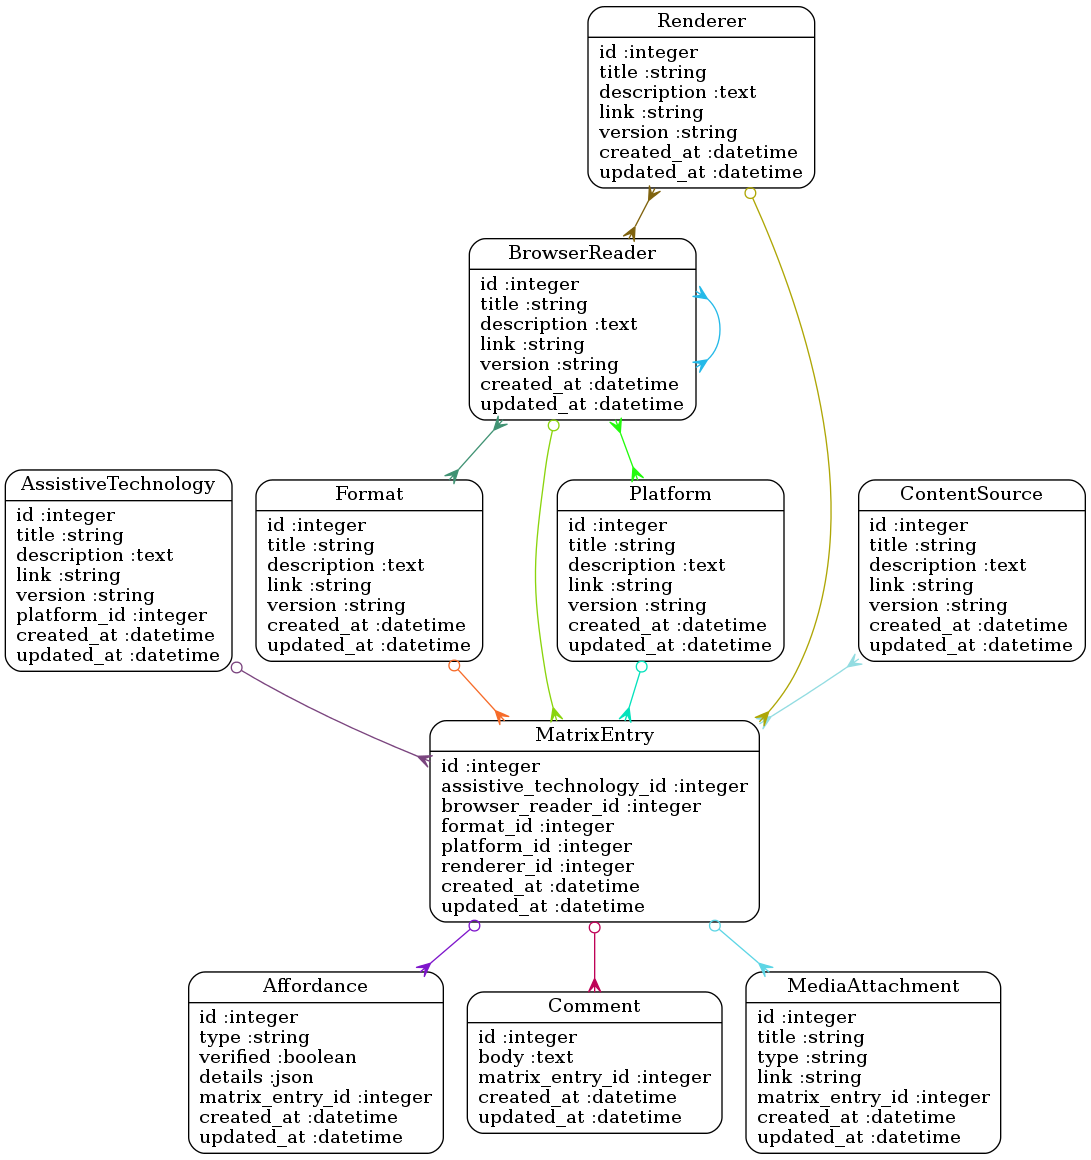 Renderer
id :integer
title :string
description :text
link :string
version :string
created_at :datetime
updated_at :datetime
BrowserReader
id :integer
title :string
description :text
link :string
version :string
created_at :datetime
updated_at :datetime
AssistiveTechnology
id :integer
title :string
description :text
link :string
version :string
platform_id :integer
created_at :datetime
updated_at :datetime
Format
id :integer
title :string
description :text
link :string
version :string
created_at :datetime
updated_at :datetime
Platform
id :integer
title :string
description :text
link :string
version :string
created_at :datetime
updated_at :datetime
ContentSource
id :integer
title :string
description :text
link :string
version :string
created_at :datetime
updated_at :datetime
MatrixEntry
id :integer
assistive_technology_id :integer
browser_reader_id :integer
format_id :integer
platform_id :integer
renderer_id :integer
created_at :datetime
updated_at :datetime
Affordance
id :integer
type :string
verified :boolean
details :json
matrix_entry_id :integer
created_at :datetime
updated_at :datetime
Comment
id :integer
body :text
matrix_entry_id :integer
created_at :datetime
updated_at :datetime
MediaAttachment
id :integer
title :string
type :string
link :string
matrix_entry_id :integer
created_at :datetime
updated_at :datetime